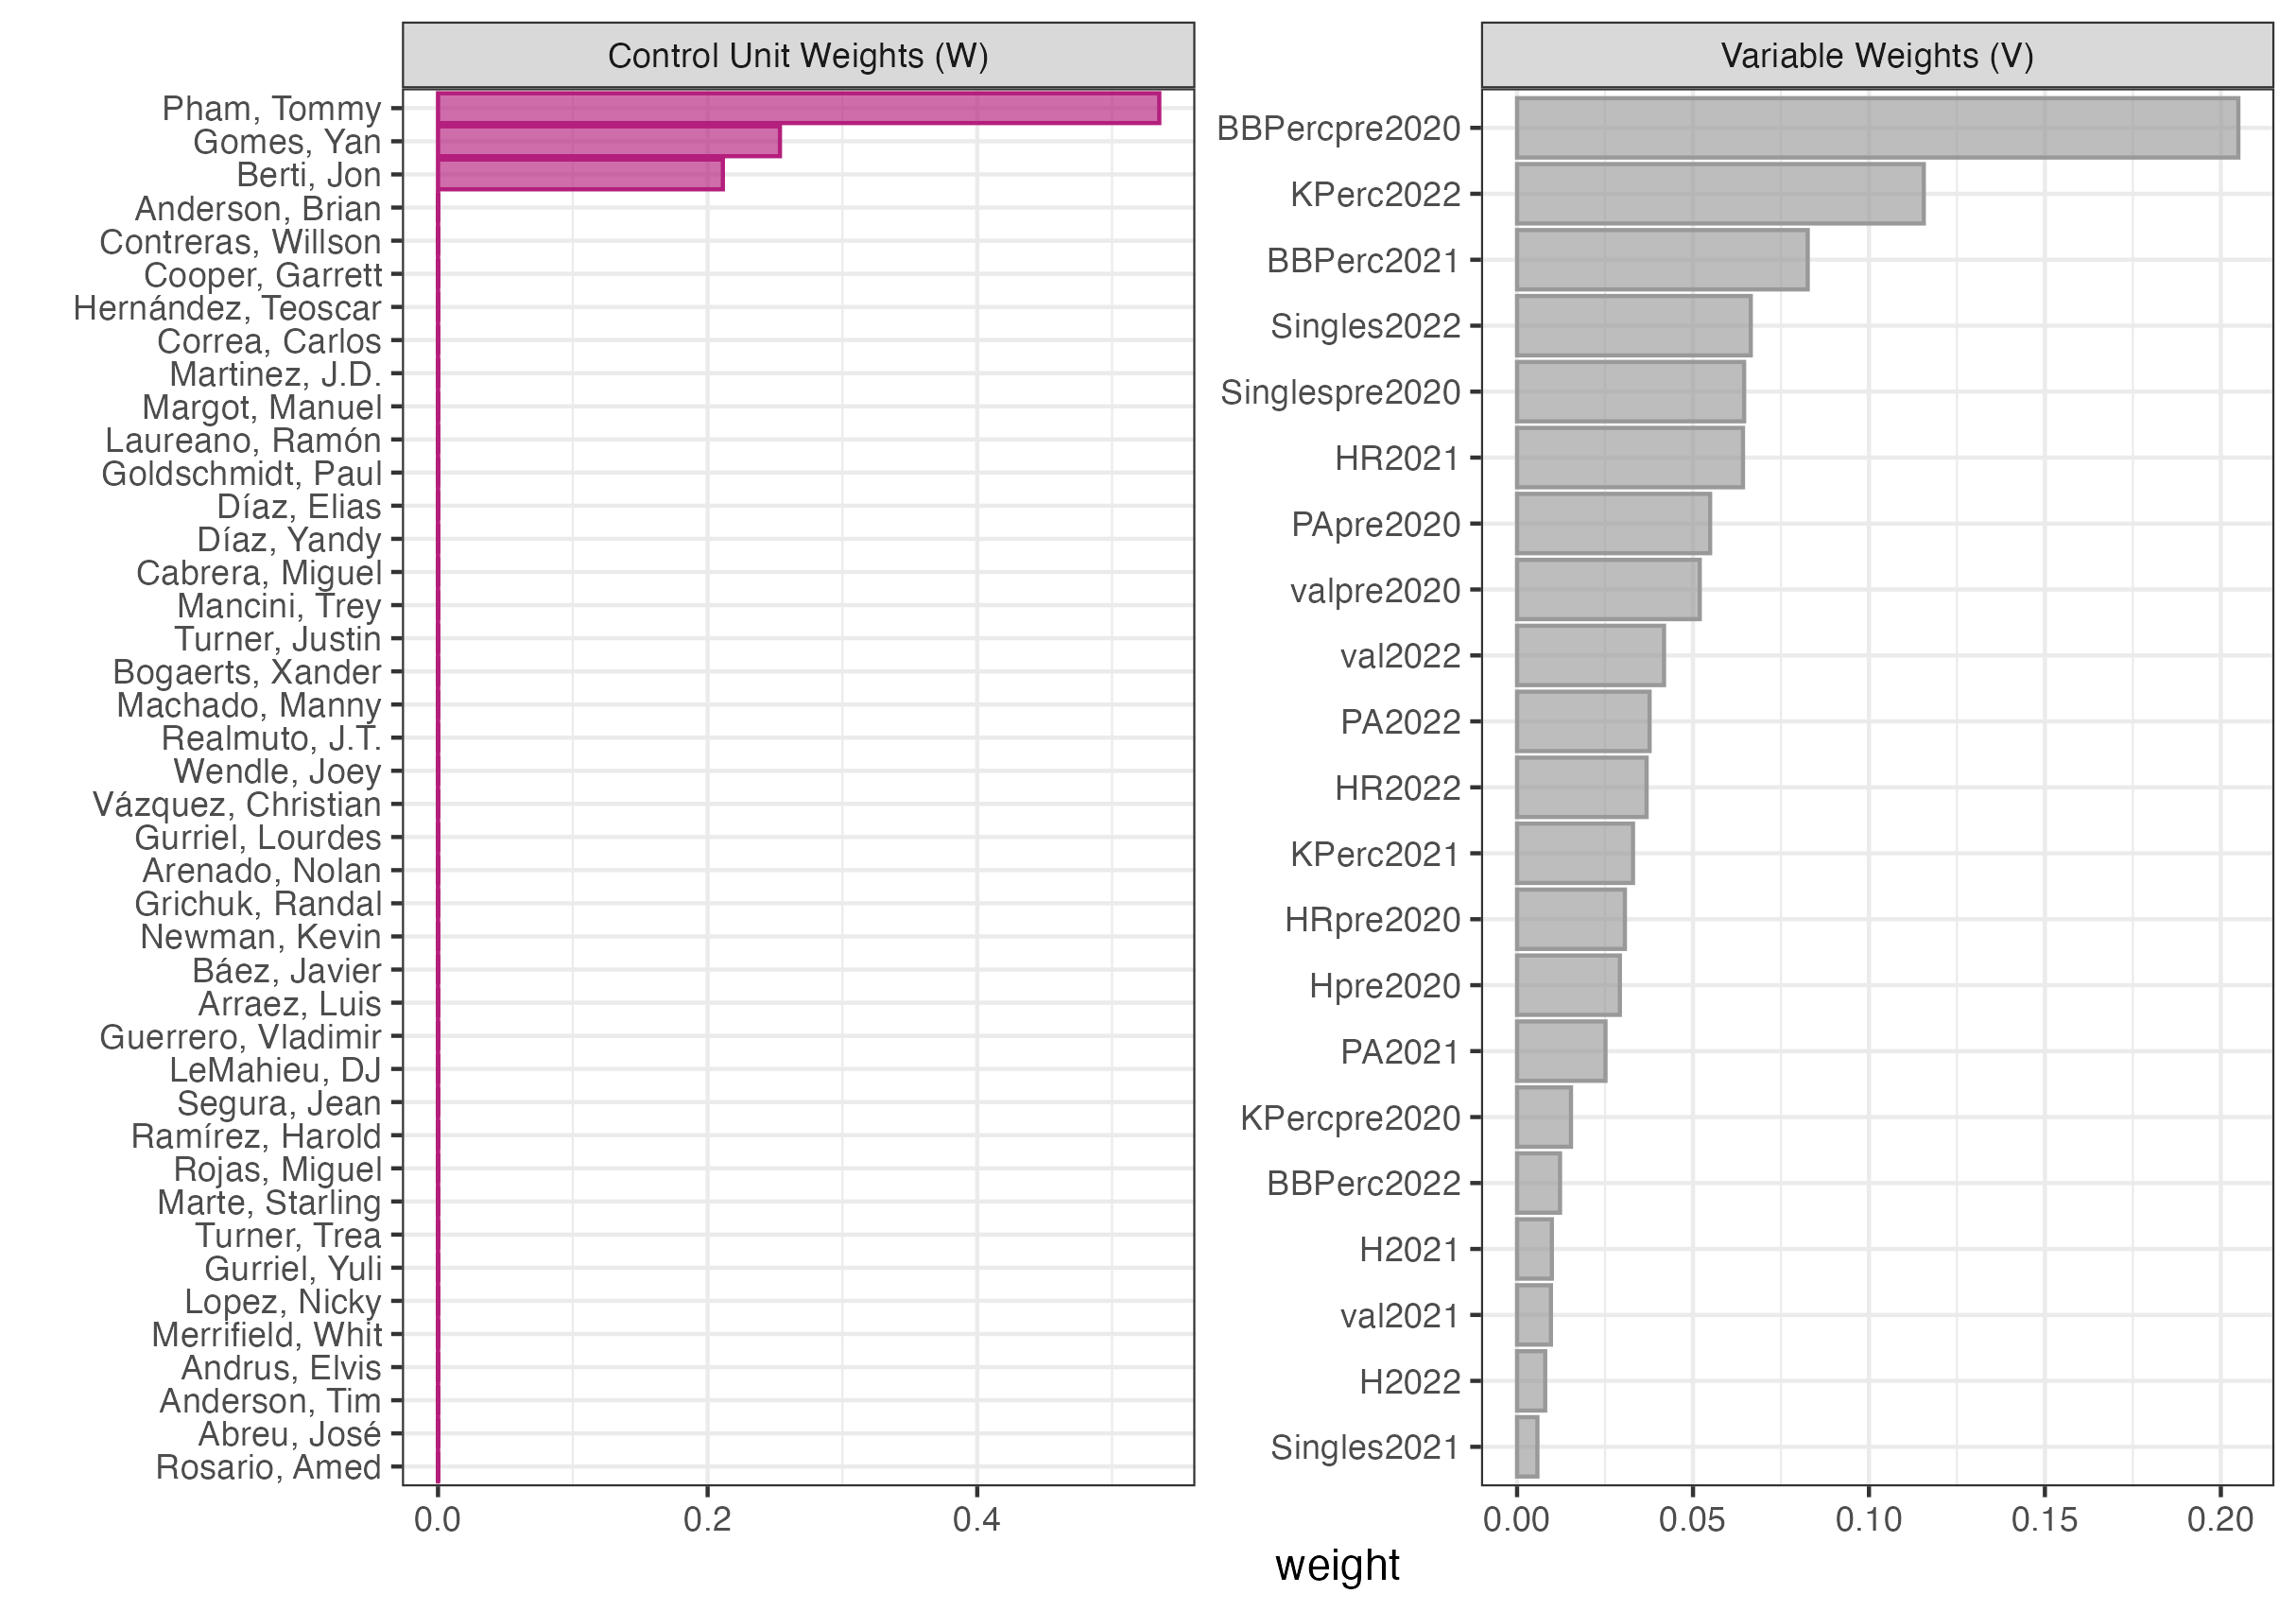 Control Unit Weights (W)
Pham, Tommy
Gomes, Yan
Berti, Jon
Anderson, Brian
Contreras, Willson
Cooper, Garrett
Hernández, Teoscar
Correa, Carlos
Martinez, J.D.
Margot, Manuel
Laureano, Ramón
Goldschmidt, Paul
Díaz, Elias
Díaz, Yandy
Cabrera, Miguel
Mancini, Trey
Turner, Justin
Bogaerts, Xander
Machado, Manny
Realmuto, J.T.
Wendle, Joey
Vázquez, Christian
Gurriel, Lourdes
Arenado, Nolan
Grichuk, Randal
Newman, Kevin
Báez, Javier
Arraez, Luis
Guerrero, Vladimir
LeMahieu, DJ
Segura, Jean
Ramírez, Harold
Rojas, Miguel
Marte, Starling
Turner, Trea
Gurriel, Yuli
Lopez, Nicky
Merrifield, Whit
Andrus, Elvis
Anderson, Tim
Abreu, José
Rosario, Amed
0.0 0.2 0.4
Variable Weights (V)
BBPercpre2020
KPerc2022
BBPerc2021
Singles2022
Singlespre2020
HR2021
PApre2020
valpre2020
val2022
PA2022
HR2022
KPerc2021
HRpre2020
Hpre2020
PA2021
KPercpre2020
BBPerc2022
H2021
val2021
H2022
Singles2021
0.00 0.05 0.10 0.15 0.20
weight